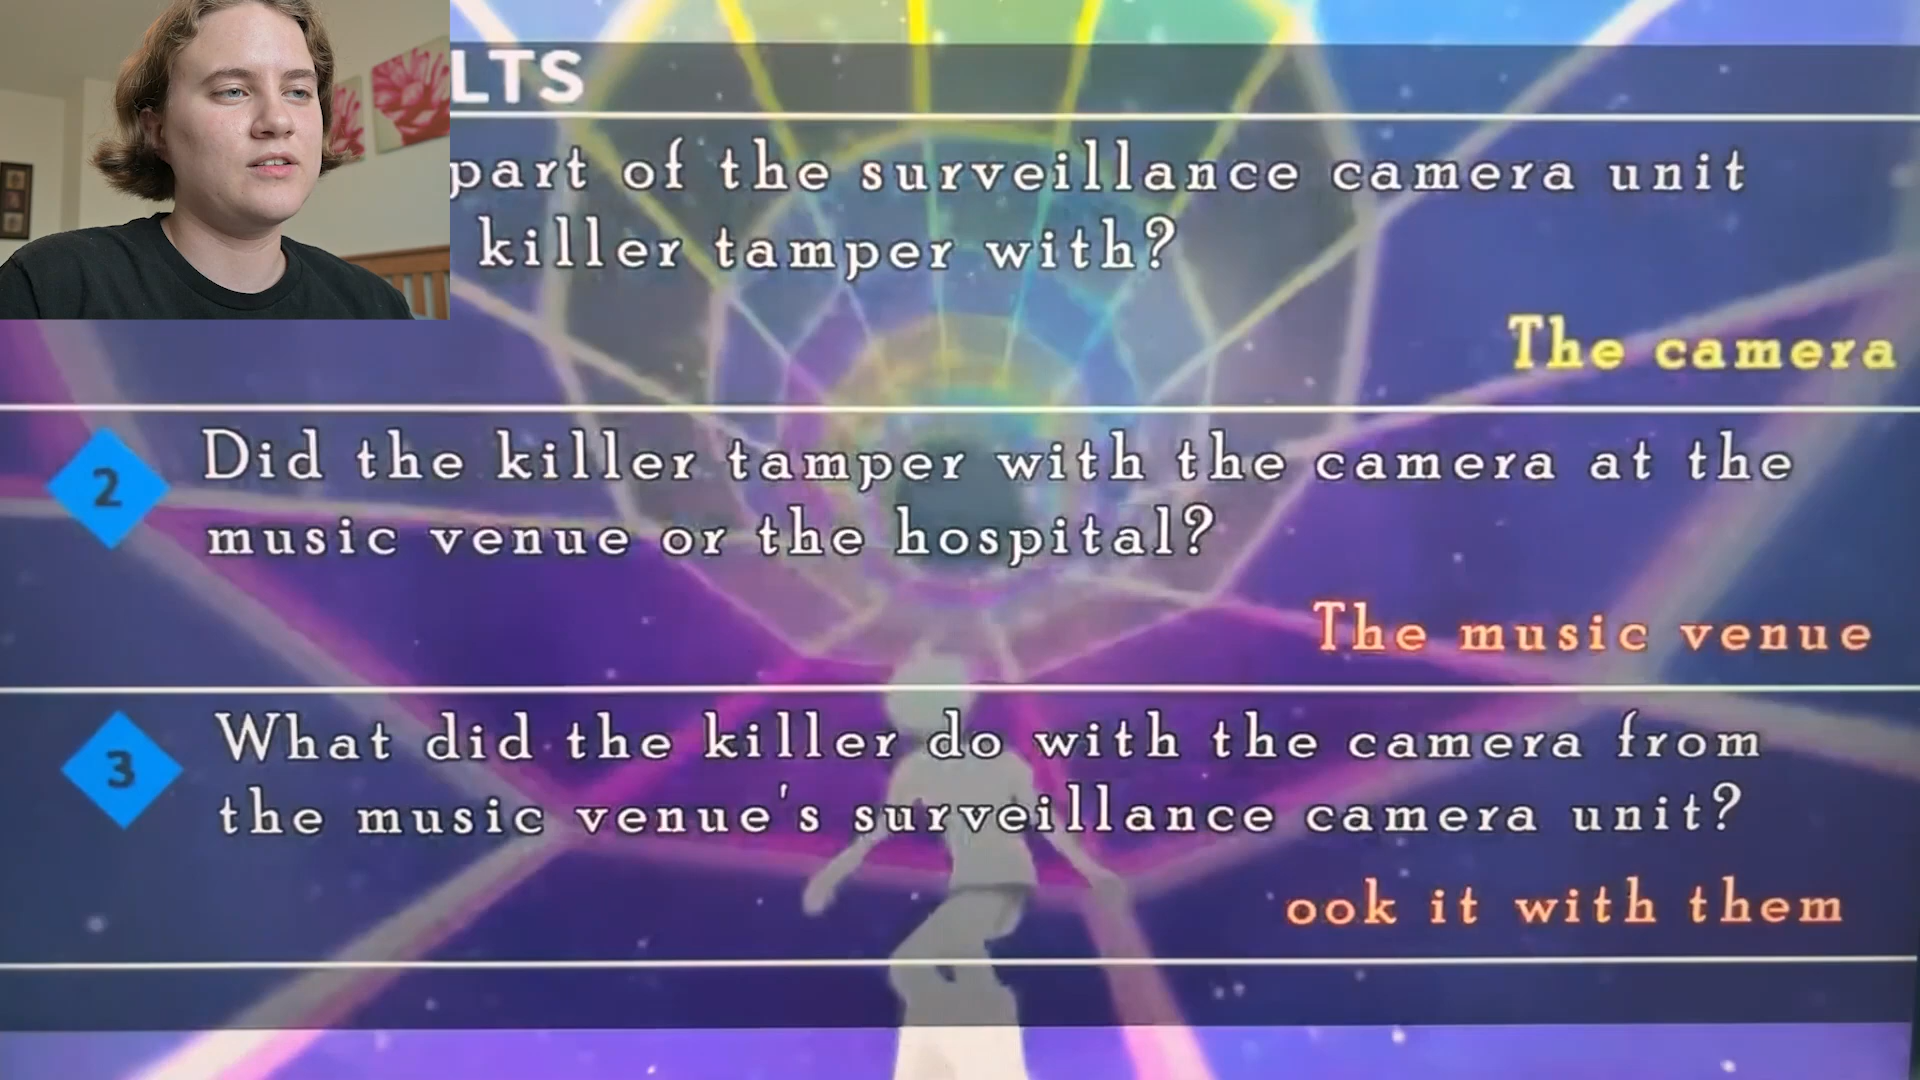 LTS
part of the surveillance camera unit
killer tamper with?
The camera
2
Did the killer tamper with the camera at the
music venue or the hospital?
The music venue
3
What did the killer do with the camera from
the music venue's surveillance camera unit?
ook it with them